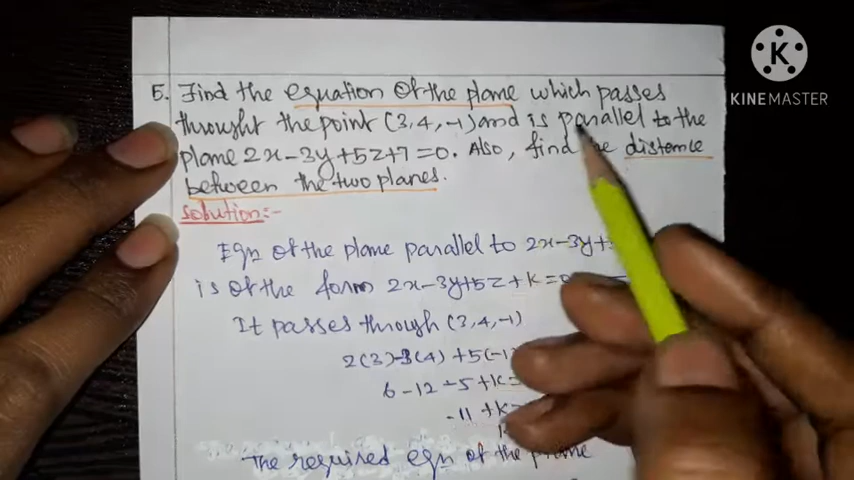 5. Find the equation of the plane which passes
throught the point (3,4,-1) and is parallel to the
plane 2x-3y+5z+7=0. Also, find the distance
between the two planes.
solution:-
Eqn of the plane parallel to 2x-3y+
is of the form 2x-3y+5z+k=0
It passes through (3,4,-1)
2(3)-3(4)+5(-1
6-12-5+k=
-11+k=
The required eqn of the plane
KINEMASTER